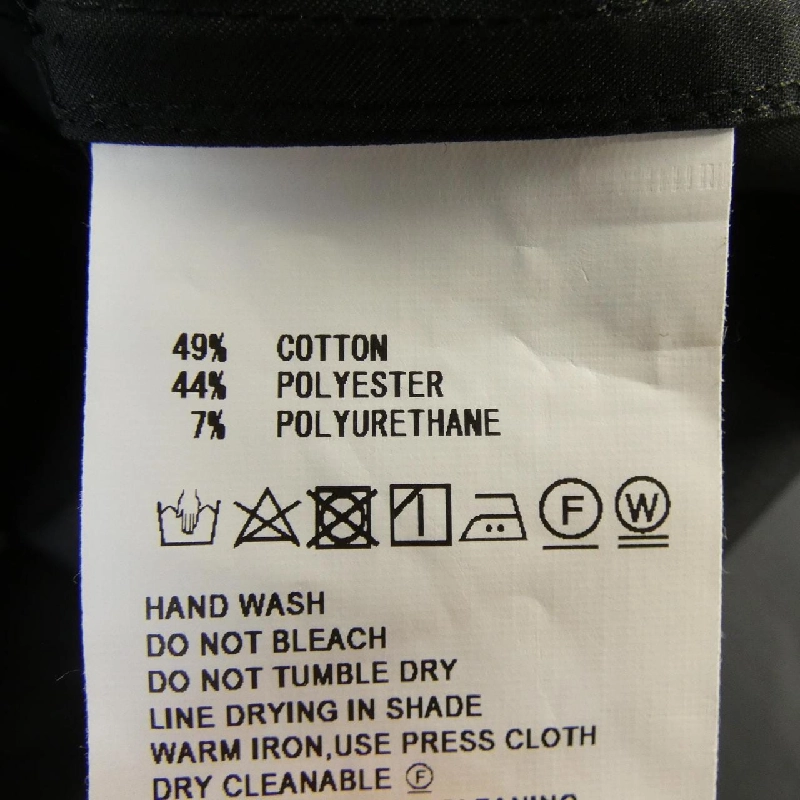 49% COTTON
44% POLYESTER
7% POLYURETHANE
F W
HAND WASH
DO NOT BLEACH
DO NOT TUMBLE DRY
LINE DRYING IN SHADE
WARM IRON,USE PRESS CLOTH
DRY CLEANABLE Ⓕ